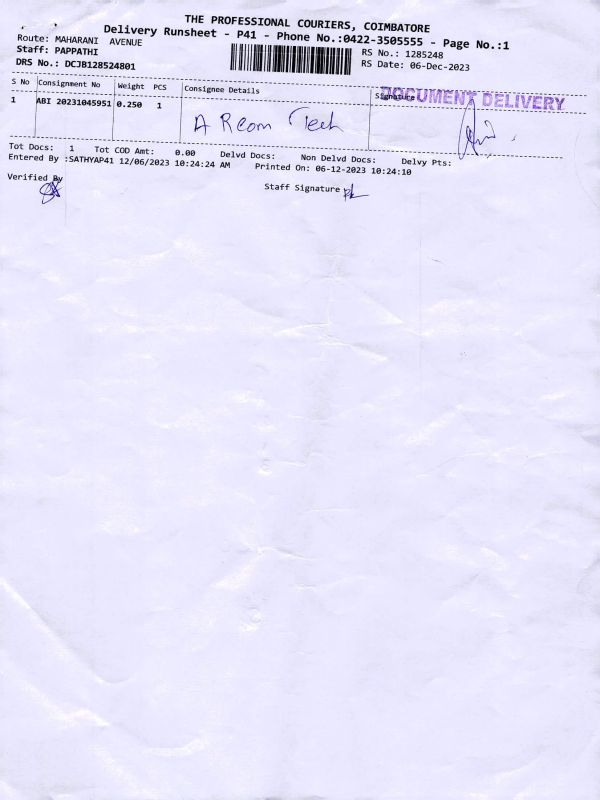 THE PROFESSIONAL COURIERS, COIMBATORE
Delivery Runsheet - P41 - Phone No.:0422-3505555 - Page No.:1
Route: MAHARANI AVENUE
RS No.: 1285248
Staff: PAPPATHI
RS Date: 06-Dec-2023
DRS No.: DCJB128524801
S No Consignment No Weight PCS Consignee Details Signature
DOCUMENT DELIVERY
1 ABI 20231045951 0.250 1 A Rcom Tech
Tot Docs: 1 Tot COD Amt: 0.00 Delvd Docs: Non Delvd Docs: Delvy Pts:
Entered By :SATHYAP41 12/06/2023 10:24:24 AM Printed On: 06-12-2023 10:24:10
Verified By
Staff Signature